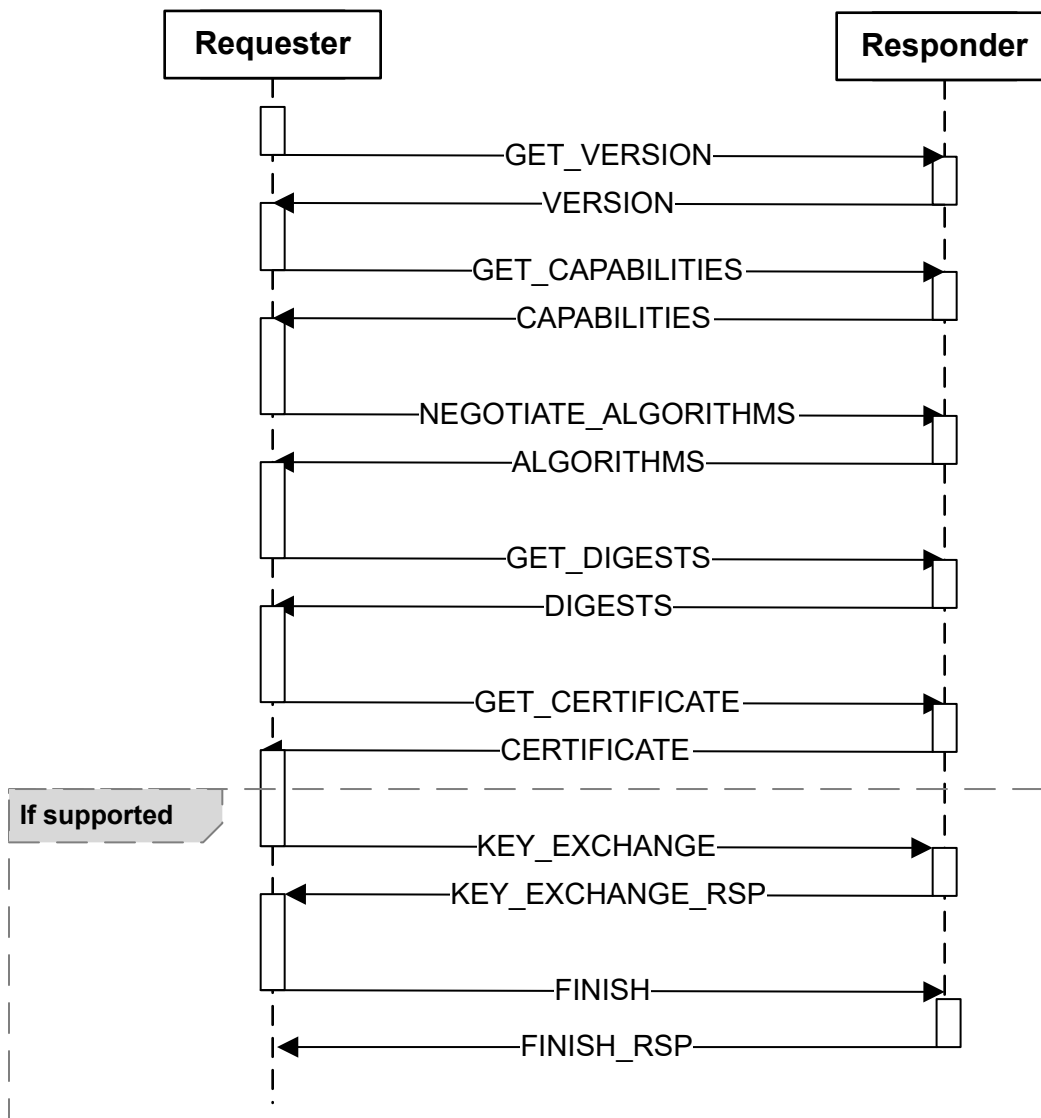 Requester
Responder
GET_VERSION
VERSION
GET_CAPABILITIES
CAPABILITIES
NEGOTIATE_ALGORITHMS
ALGORITHMS
GET_DIGESTS
DIGESTS
GET_CERTIFICATE
CERTIFICATE
If supported
KEY_EXCHANGE
KEY_EXCHANGE_RSP
FINISH
FINISH_RSP